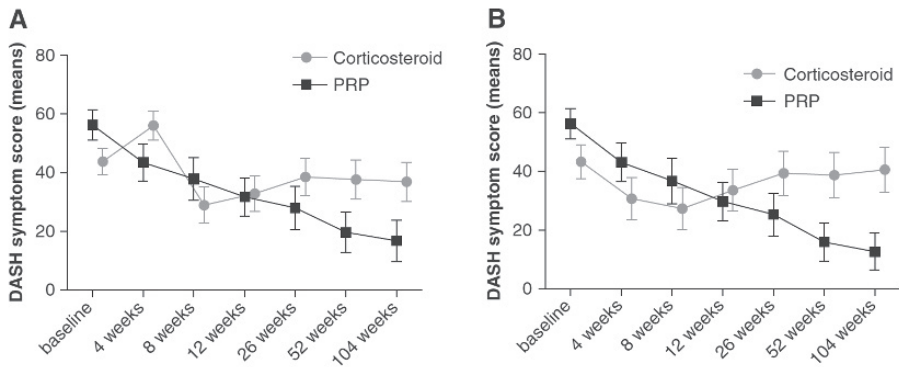 A
DASH symptom score (means)
80
60
40
20
0
Corticosteroid
PRP
baseline
4 weeks
8 weeks
12 weeks
26 weeks
52 weeks
104 weeks
B
DASH symptom score (means)
80
60
40
20
0
Corticosteroid
PRP
baseline
4 weeks
8 weeks
12 weeks
26 weeks
52 weeks
104 weeks